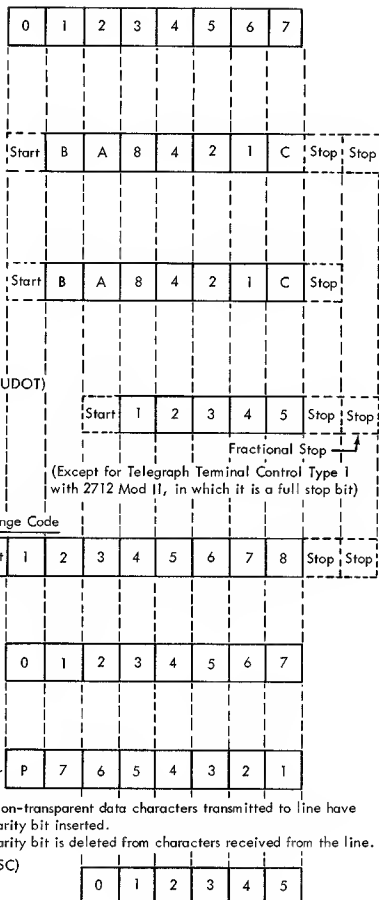 0 1 2 3 4 5 6 7
Start B A 8 4 2 1 C Stop Stop
Start B A 8 4 2 1 C Stop
UDOT)
Start 1 2 3 4 5 Stop Stop
Fractional Stop
(Except for Telegraph Terminal Control Type I
with 2712 Mod II, in which it is a full stop bit)
nge Code
t 1 2 3 4 5 6 7 8 Stop Stop
0 1 2 3 4 5 6 7
P 7 6 5 4 3 2 1
on-transparent data characters transmitted to line have
arity bit inserted.
arity bit is deleted from characters received from the line.
SC)
0 1 2 3 4 5